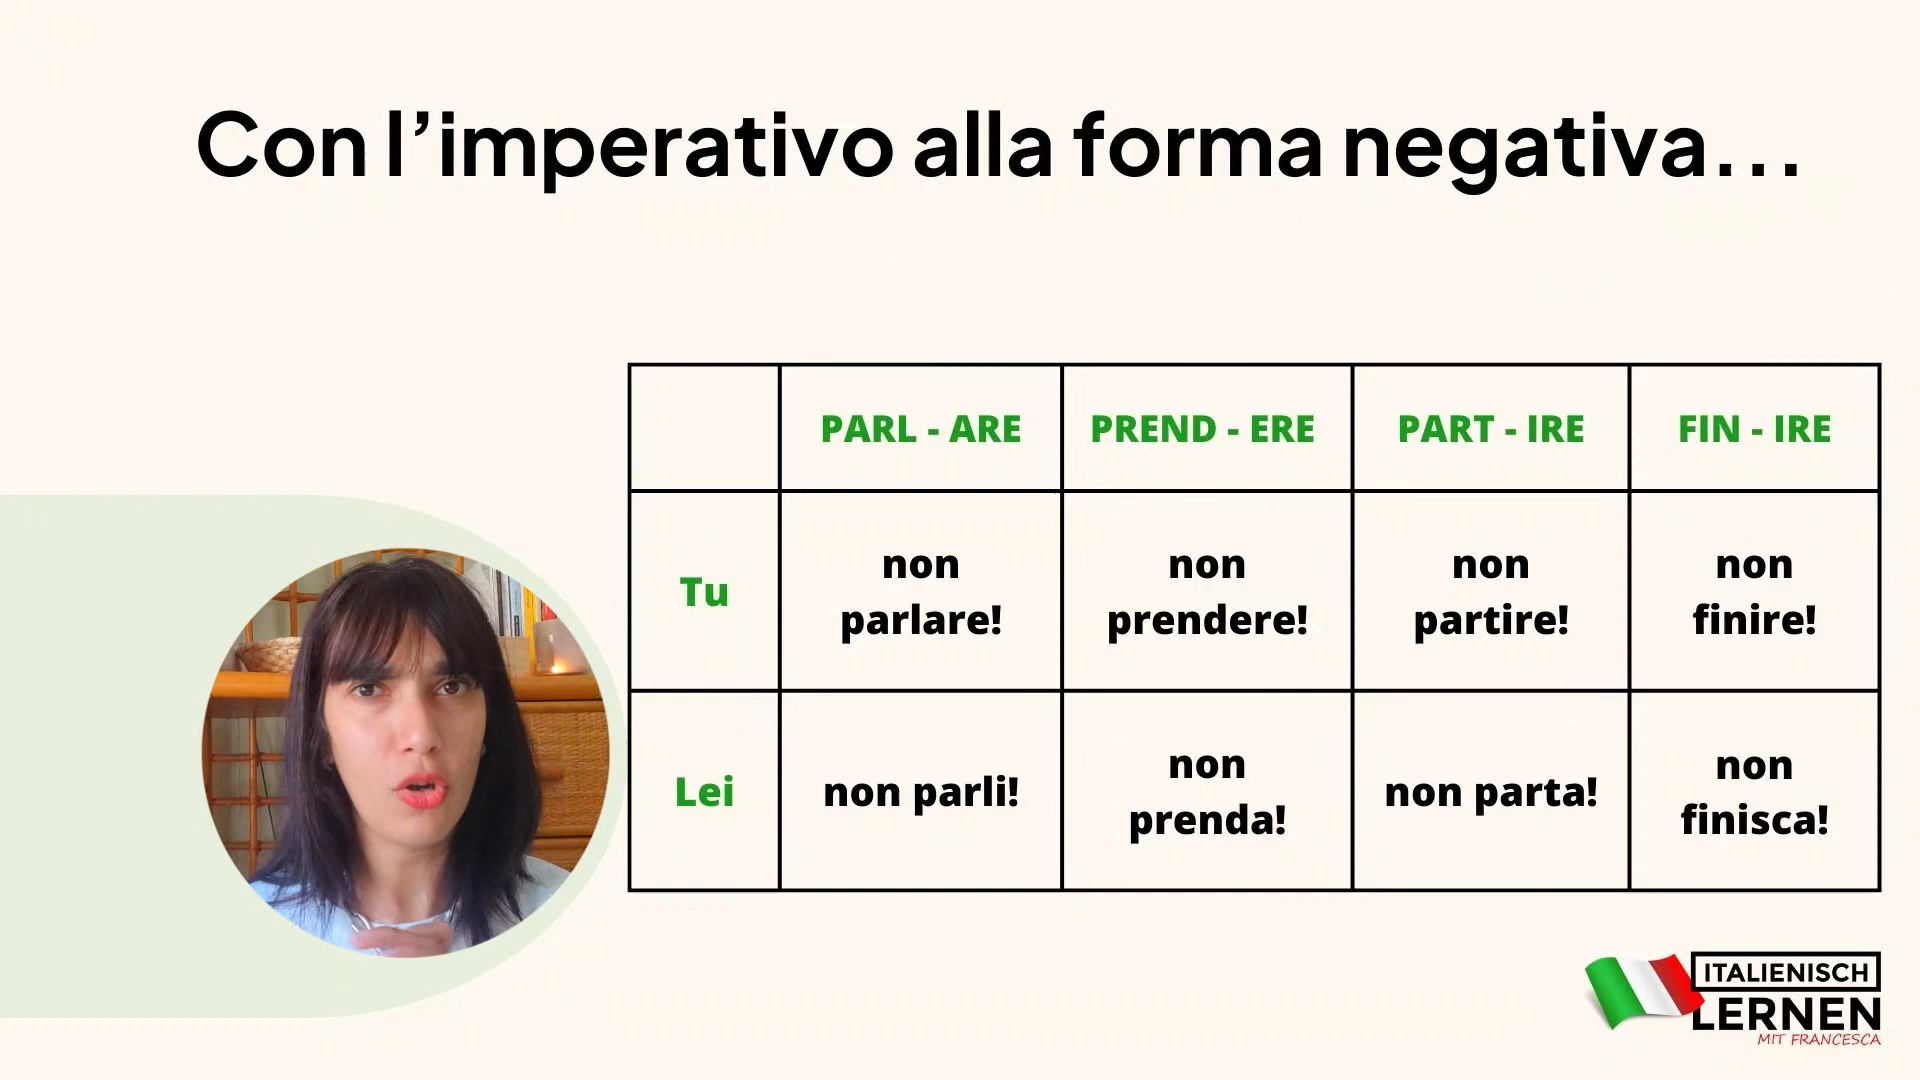 Con l’imperativo alla forma negativa...
PARL - ARE PREND - ERE PART - IRE FIN - IRE
Tu
non
parlare!
non
prendere!
non
partire!
non
finire!
Lei
non parli!
non
prenda!
non parta!
non
finisca!
ITALIENISCH
LERNEN
MIT FRANCESCA